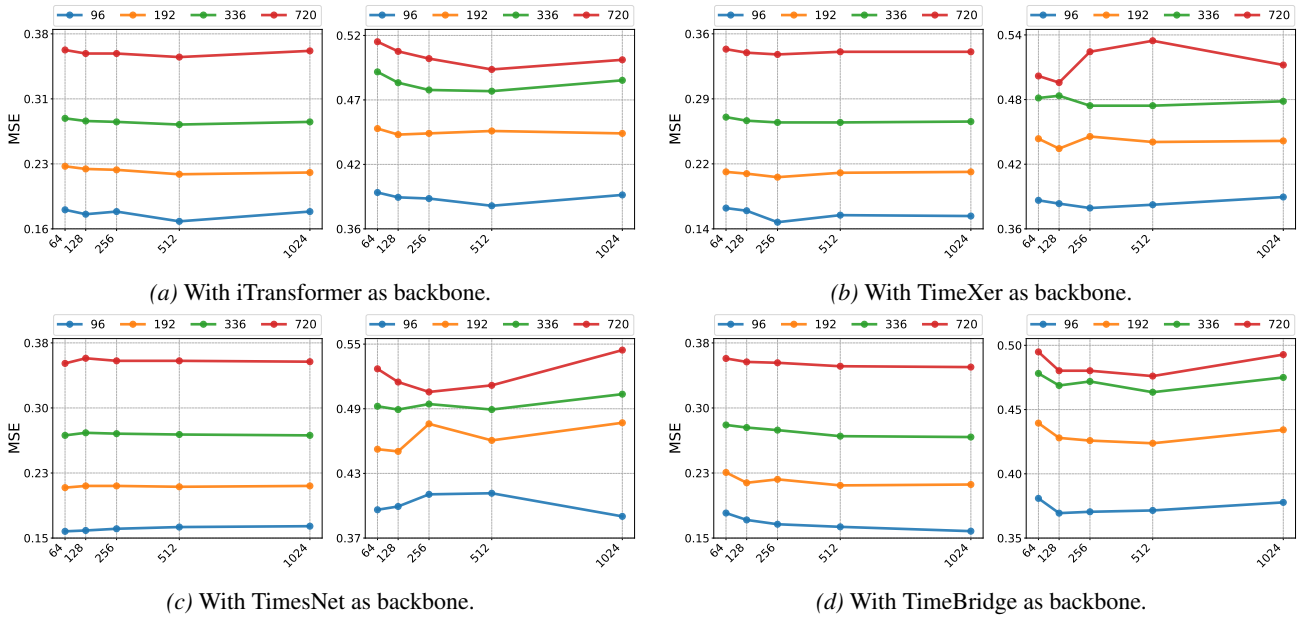 96 192 336 720
96 192 336 720
96 192 336 720
96 192 336 720
MSE
0.38
0.31
0.23
0.16
64 128 256 512 1024
0.52
0.47
0.42
0.36
64 128 256 512 1024
MSE
0.36
0.29
0.22
0.14
64 128 256 512 1024
0.54
0.48
0.42
0.36
64 128 256 512 1024
(a) With iTransformer as backbone.
(b) With TimeXer as backbone.
96 192 336 720
96 192 336 720
96 192 336 720
96 192 336 720
MSE
0.38
0.30
0.23
0.15
64 128 256 512 1024
0.55
0.49
0.43
0.37
64 128 256 512 1024
MSE
0.38
0.30
0.23
0.15
64 128 256 512 1024
0.50
0.45
0.40
0.35
64 128 256 512 1024
(c) With TimesNet as backbone.
(d) With TimeBridge as backbone.